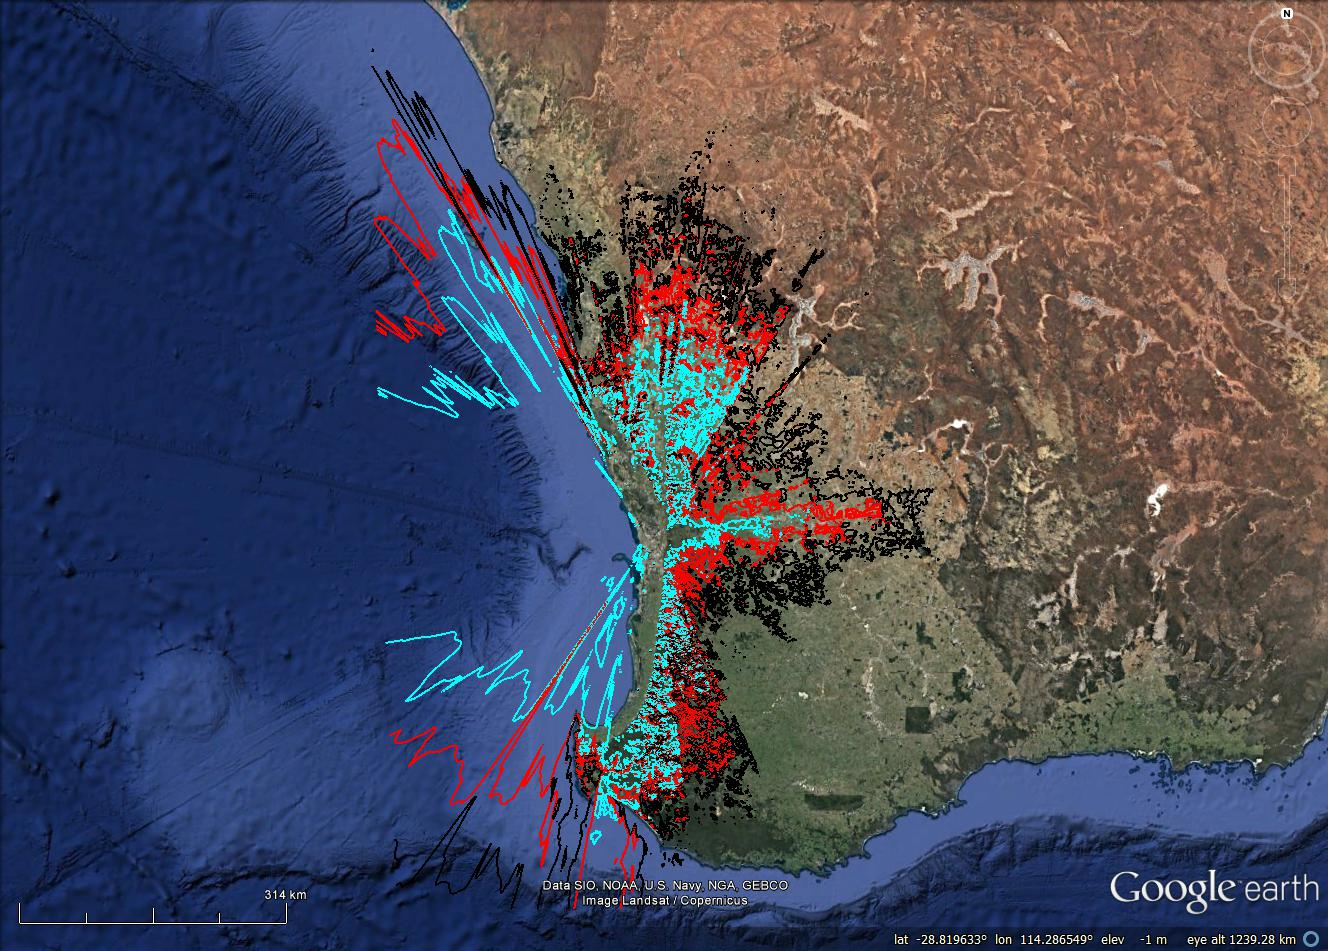 N
314 km
Data SIO, NOAA, U.S. Navy, NGA, GEBCO
Image Landsat / Copernicus
Google earth
lat -28.819633° lon 114.286549° elev -1 m eye alt 1239.28 km